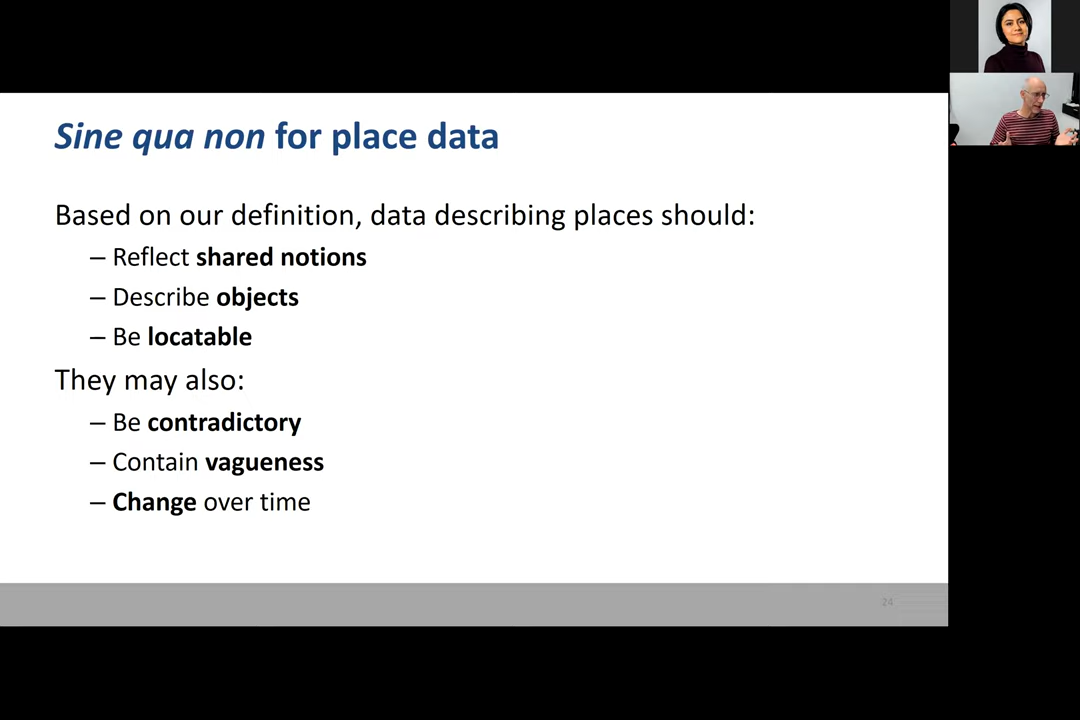 Sine qua non for place data
Based on our definition, data describing places should:
– Reflect shared notions
– Describe objects
– Be locatable
They may also:
– Be contradictory
– Contain vagueness
– Change over time
24